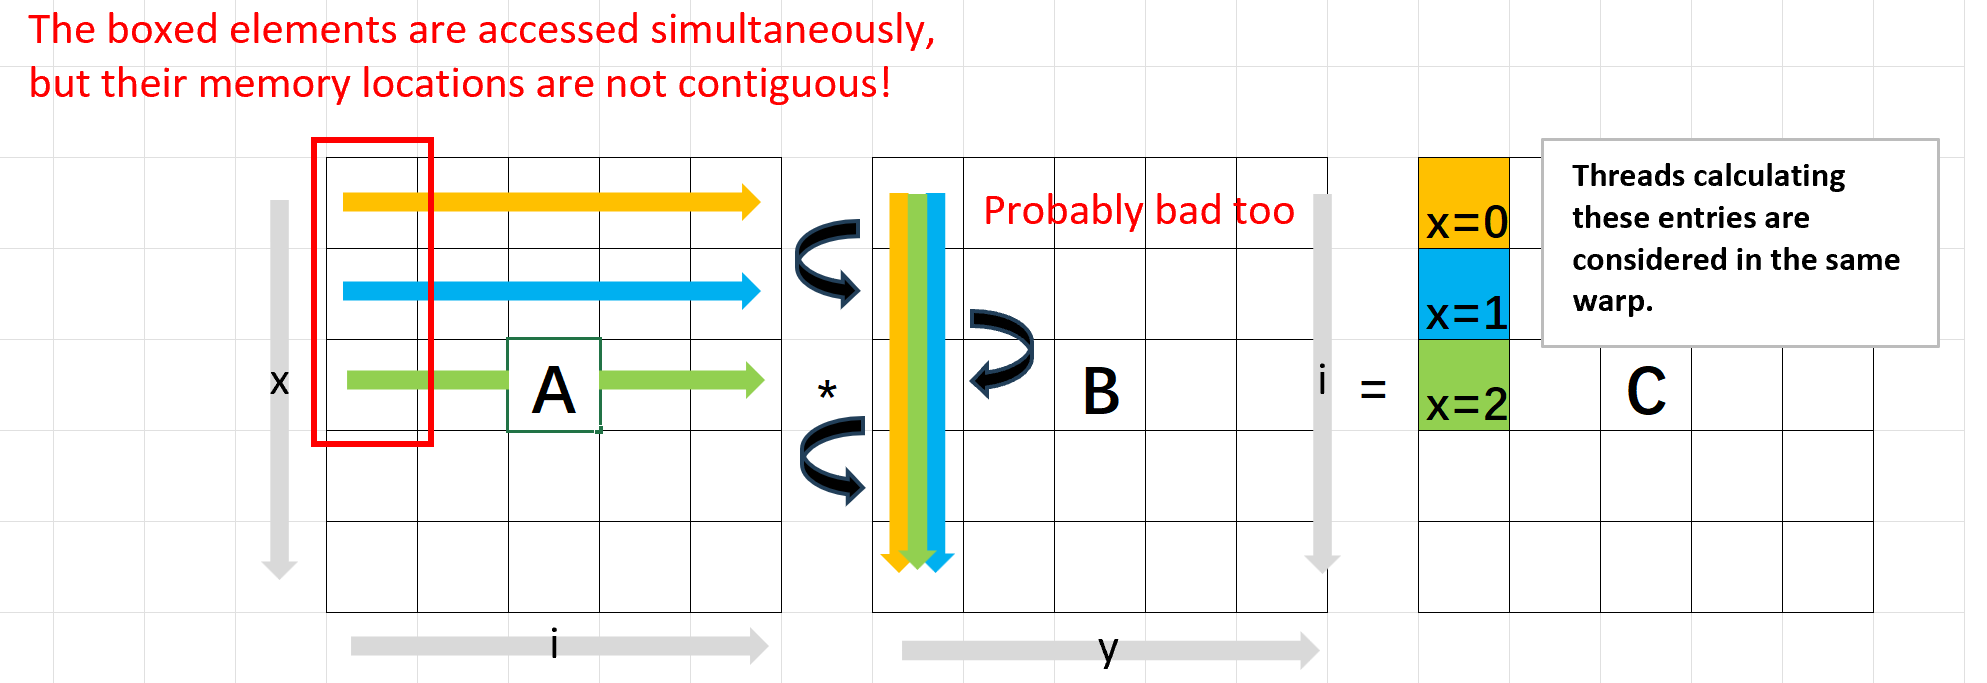 The boxed elements are accessed simultaneously,
but their memory locations are not contiguous!
x
A
i
*
Probably bad too
B
i
y
=
x=0
x=1
x=2
C
Threads calculating
these entries are
considered in the same
warp.